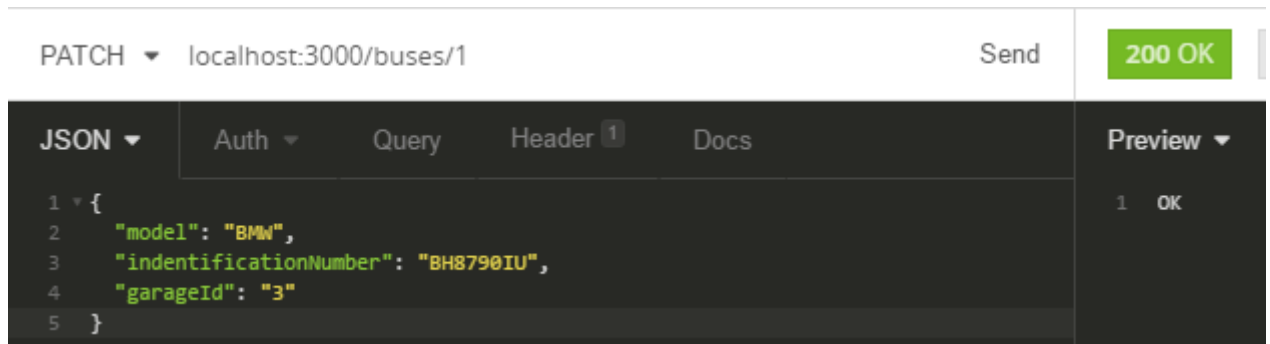 PATCH localhost:3000/buses/1 Send 200 OK
JSON Auth Query Header 1 Docs Preview
1 {
2 "model": "BMW",
3 "indentificationNumber": "BH8790IU",
4 "garageId": "3"
5 }
1 OK